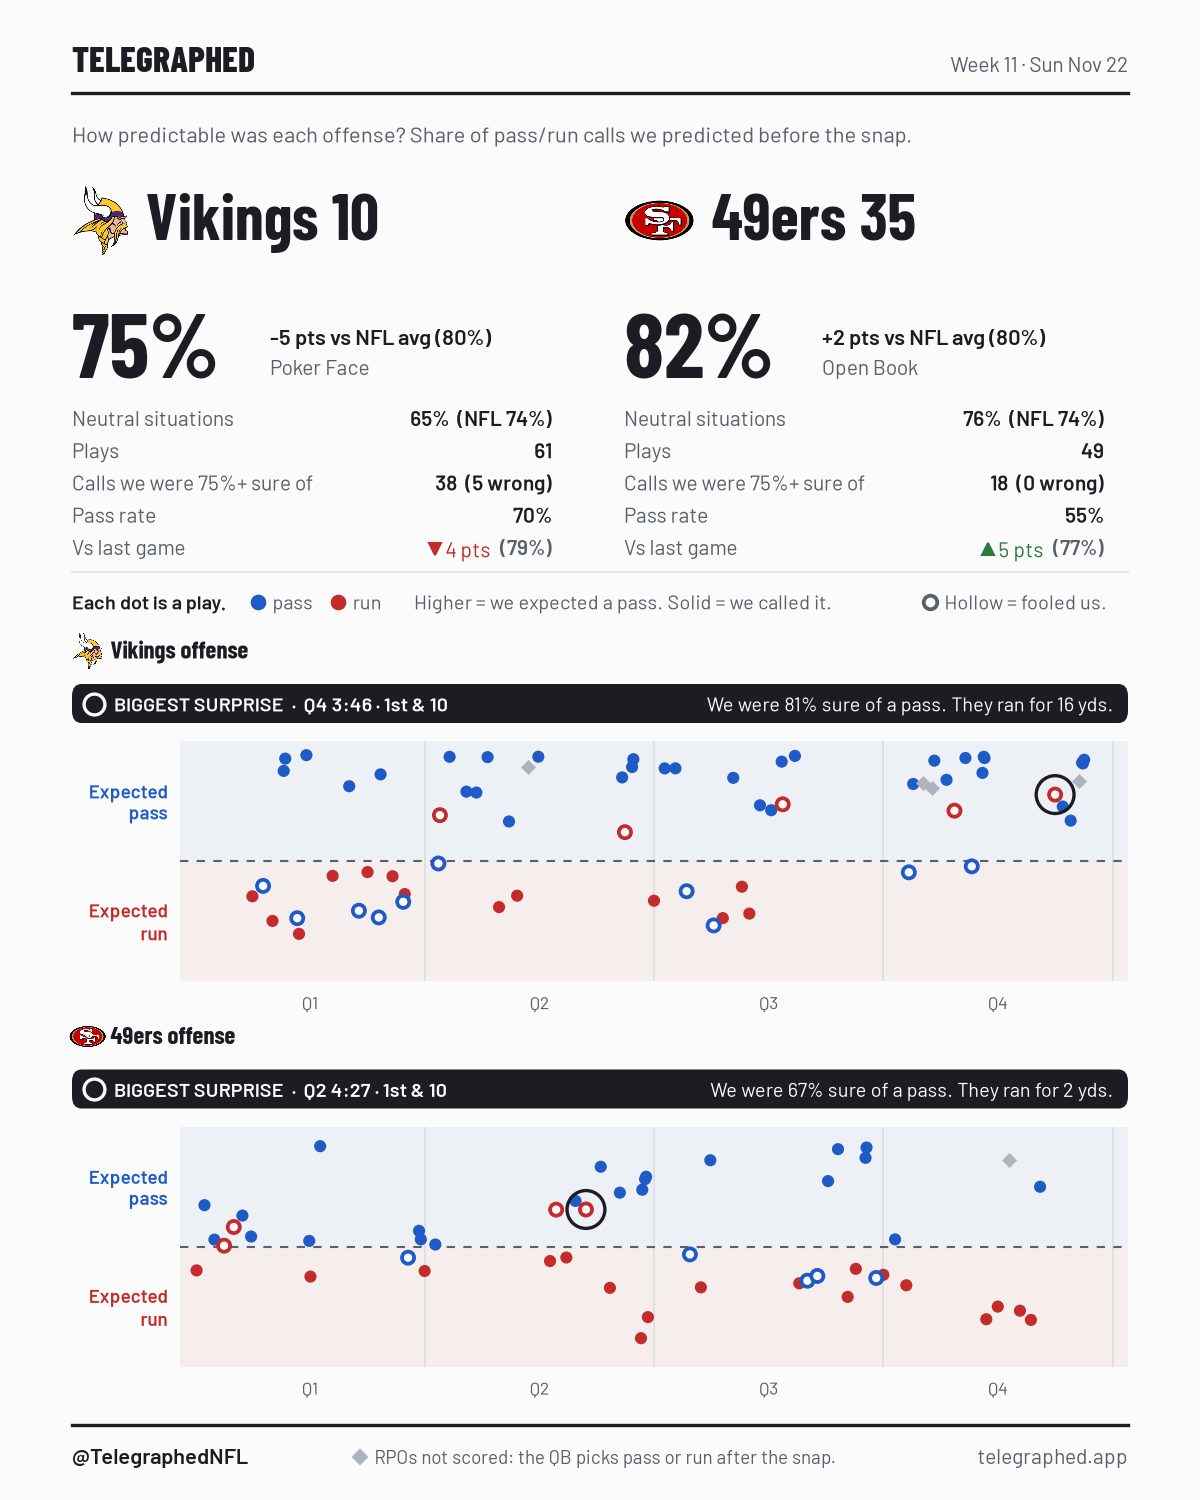 TELEGRAPHED
Week 11 · Sun Nov 22
How predictable was each offense? Share of pass/run calls we predicted before the snap.
Vikings 10
75%
-5 pts vs NFL avg (80%)
Poker Face
Neutral situations 65% (NFL 74%)
Plays 61
Calls we were 75%+ sure of 38 (5 wrong)
Pass rate 70%
Vs last game ▼4 pts (79%)
SF
49ers 35
82%
+2 pts vs NFL avg (80%)
Open Book
Neutral situations 76% (NFL 74%)
Plays 49
Calls we were 75%+ sure of 18 (0 wrong)
Pass rate 55%
Vs last game ▲5 pts (77%)
Each dot is a play. pass run Higher = we expected a pass. Solid = we called it. Hollow = fooled us.
Vikings offense
BIGGEST SURPRISE · Q4 3:46 · 1st & 10 We were 81% sure of a pass. They ran for 16 yds.
Expected
pass
Expected
run
Q1 Q2 Q3 Q4
SF
49ers offense
BIGGEST SURPRISE · Q2 4:27 · 1st & 10 We were 67% sure of a pass. They ran for 2 yds.
Expected
pass
Expected
run
Q1 Q2 Q3 Q4
@TelegraphedNFL
RPOs not scored: the QB picks pass or run after the snap.
telegraphed.app